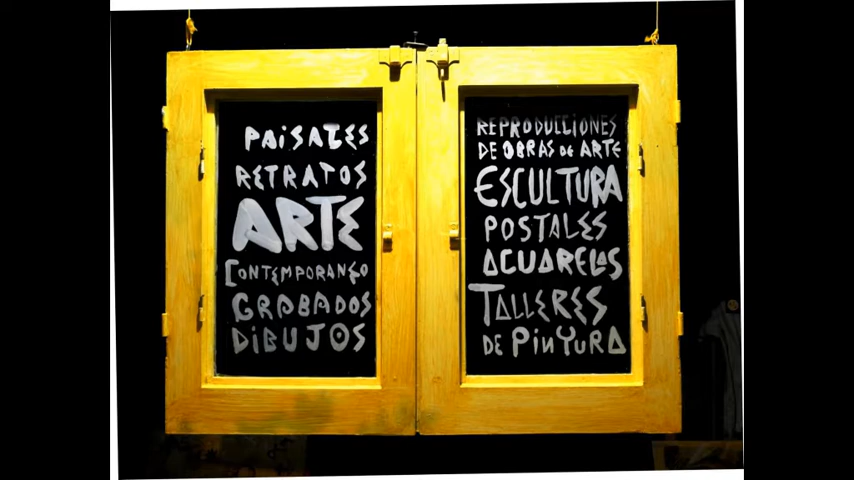 PAISAJES
RETRATOS
ARTE
CONTEMPORANEO
GRABADOS
DIBUJOS
REPRODUCCIONES
DE OBRAS DE ARTE
ESCULTURA
POSTALES
ACUARELAS
TALLERES
DE PINTURA